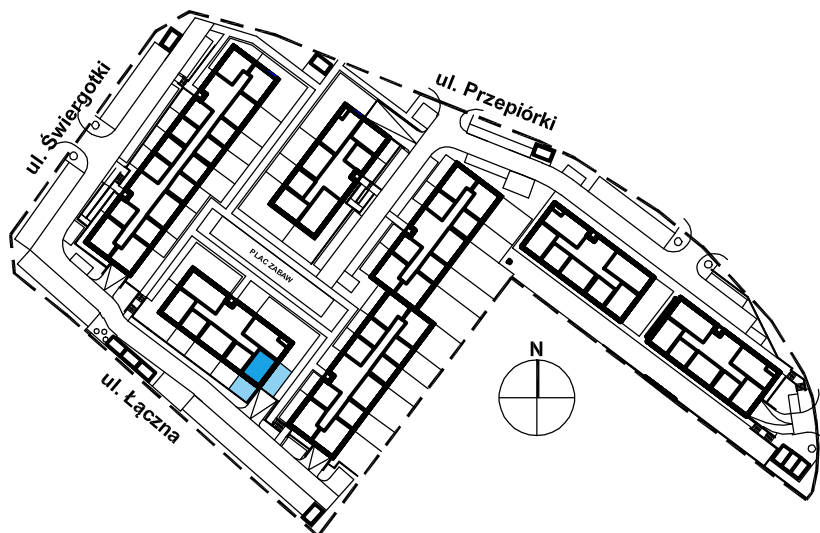 ul. Przepiórki
ul. Świergotki
PLAC ZABAW
N
ul. Łączna